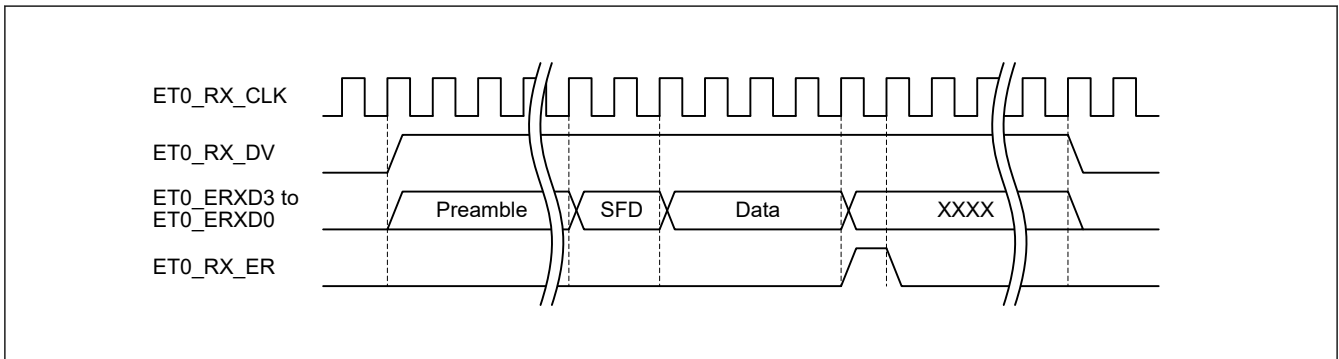 ET0_RX_CLK
ET0_RX_DV
ET0_ERXD3 to
ET0_ERXD0
Preamble SFD Data XXXX
ET0_RX_ER